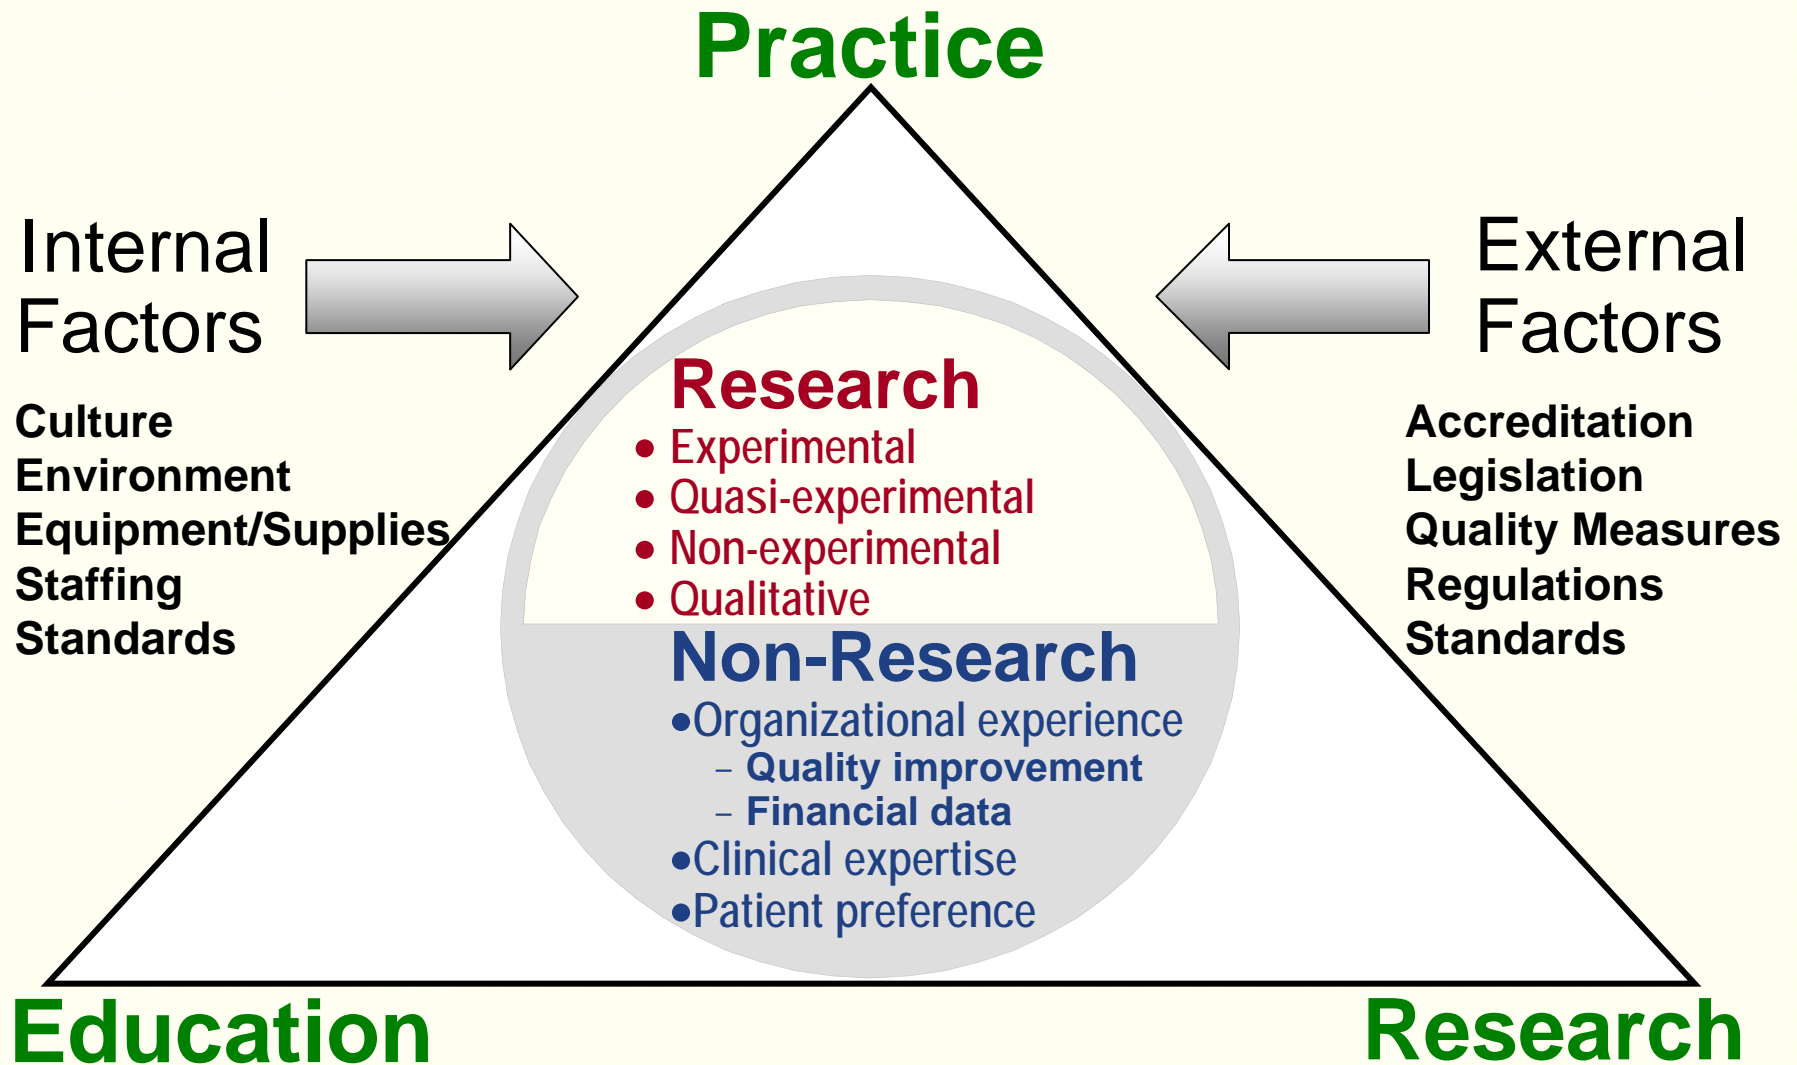 Practice
Internal
Factors
Culture
Environment
Equipment/Supplies
Staffing
Standards
External
Factors
Accreditation
Legislation
Quality Measures
Regulations
Standards
Research
• Experimental
• Quasi-experimental
• Non-experimental
• Qualitative
Non-Research
•Organizational experience
– Quality improvement
– Financial data
•Clinical expertise
•Patient preference
Education
Research